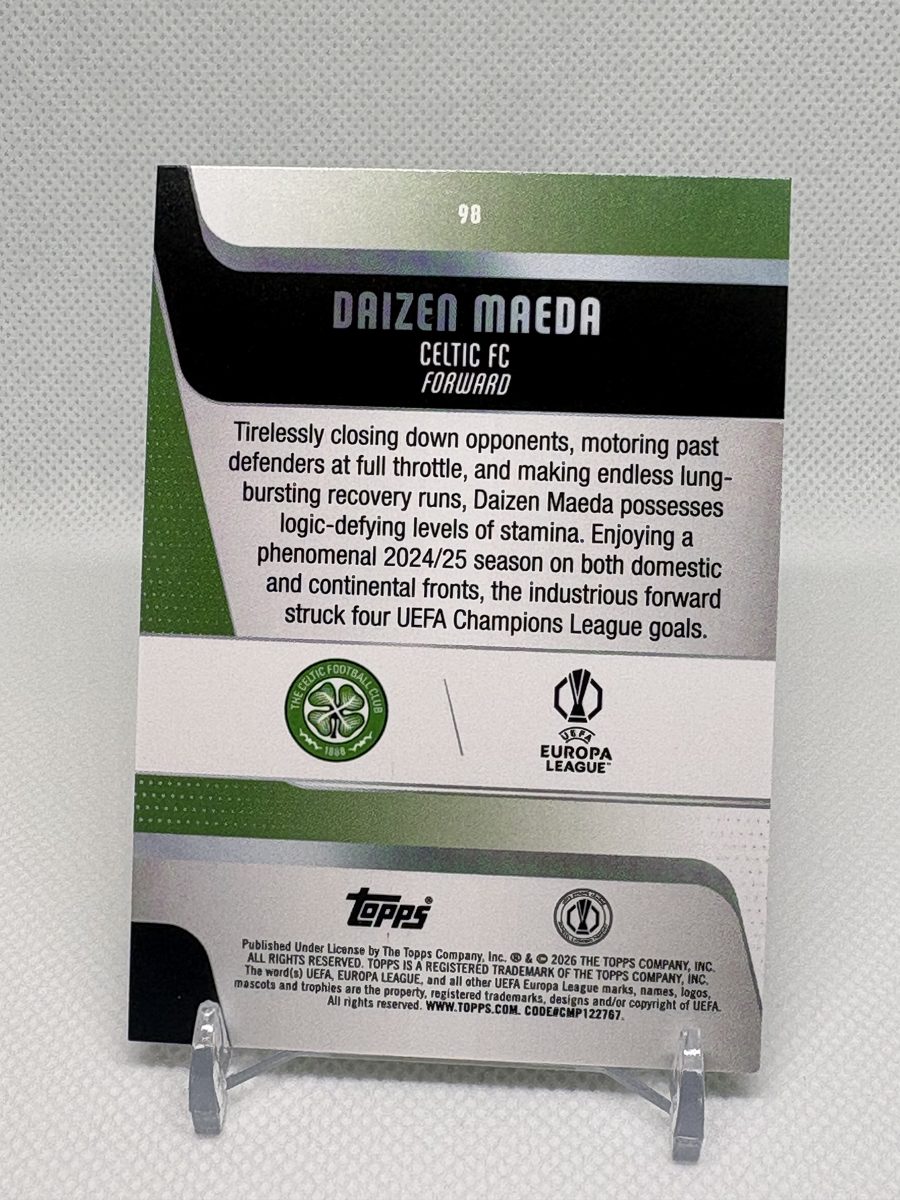 98
DAIZEN MAEDA
CELTIC FC
FORWARD
Tirelessly closing down opponents, motoring past
defenders at full throttle, and making endless lung-
bursting recovery runs, Daizen Maeda possesses
logic-defying levels of stamina. Enjoying a
phenomenal 2024/25 season on both domestic
and continental fronts, the industrious forward
struck four UEFA Champions League goals.
THE CELTIC FOOTBALL CLUB
1888
UEFA
EUROPA
LEAGUE™
Topps®
Published Under License by The Topps Company, Inc. ® & © 2026 THE TOPPS COMPANY, INC.
ALL RIGHTS RESERVED. TOPPS IS A REGISTERED TRADEMARK OF THE TOPPS COMPANY, INC.
The word(s) UEFA, EUROPA LEAGUE, and all other UEFA Europa League marks, names, logos,
mascots and trophies are the property, registered trademarks, designs and/or copyright of UEFA.
All rights reserved. WWW.TOPPS.COM. CODE#CMP122767.